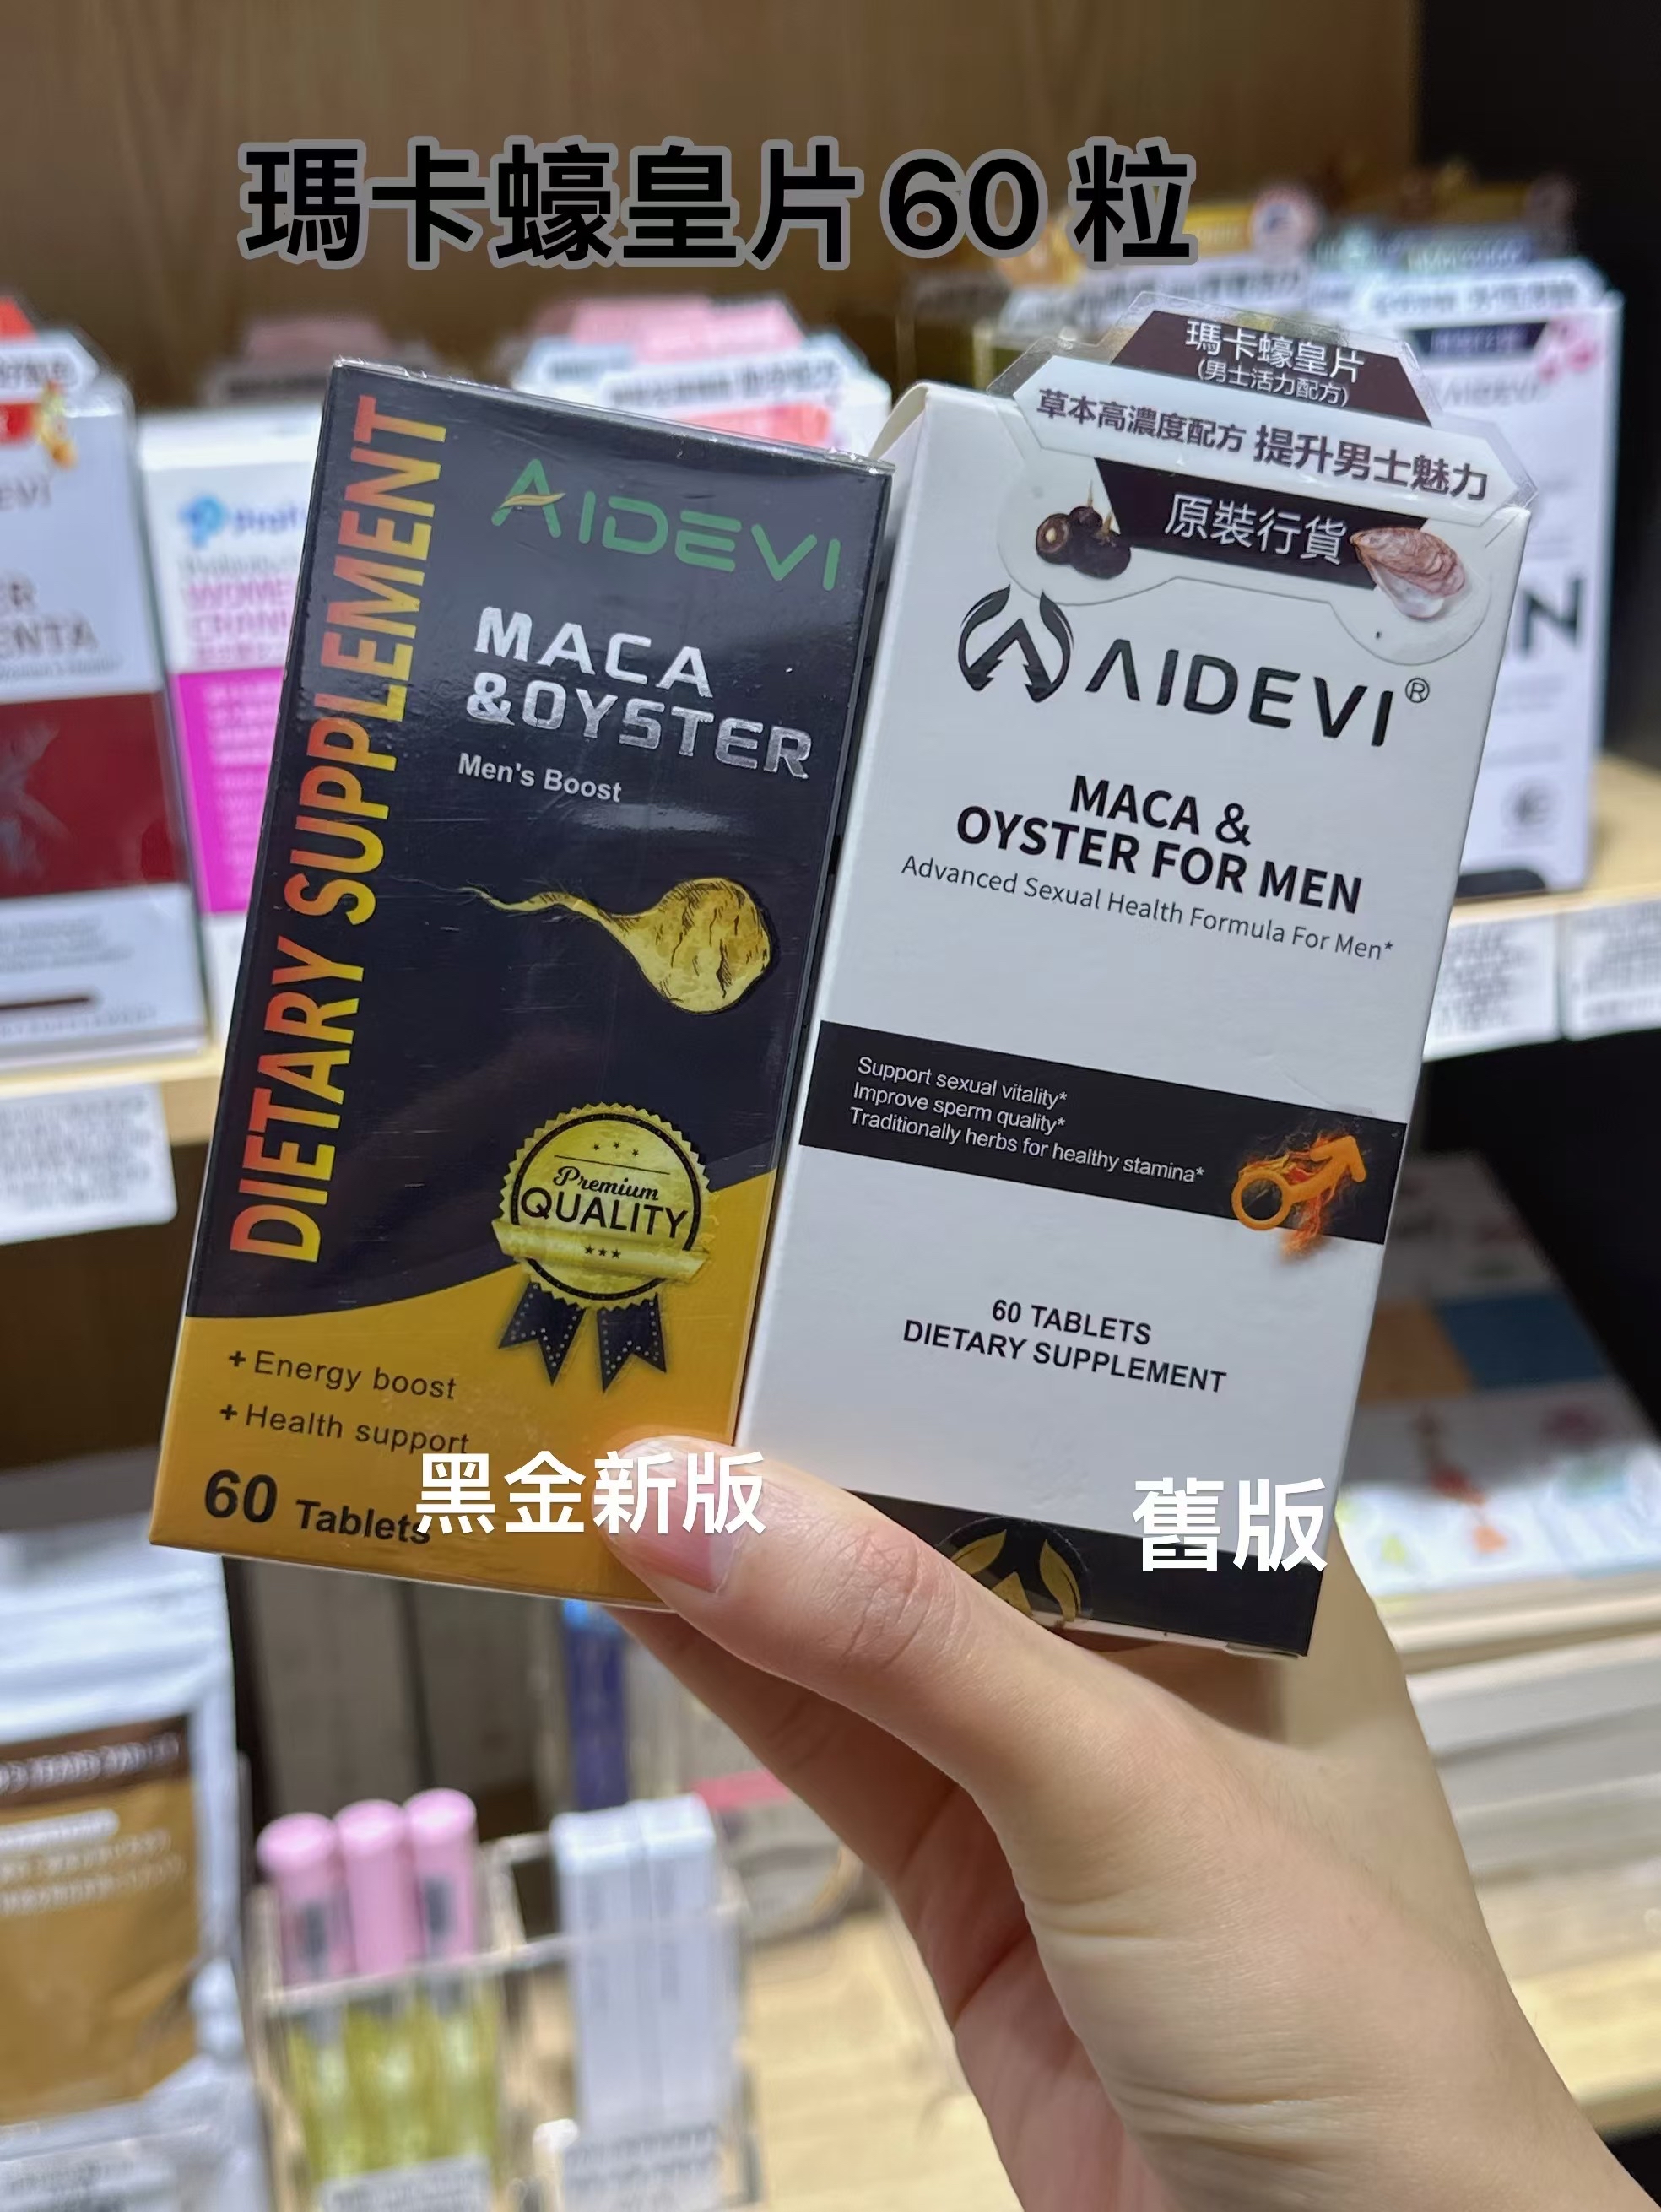 瑪卡蠔皇片60粒
DIETARY SUPPLEMENT
AIDEVI
MACA
&OYSTER
Men's Boost
Premium
QUALITY
+ Energy boost
+ Health support
60 Tablets
黑金新版
瑪卡蠔皇片
(男士活力配方)
草本高濃度配方 提升男士魅力
原裝行貨
AIDEVI®
MACA &
OYSTER FOR MEN
Advanced Sexual Health Formula For Men*
Support sexual vitality*
Improve sperm quality*
Traditionally herbs for healthy stamina*
60 TABLETS
DIETARY SUPPLEMENT
舊版